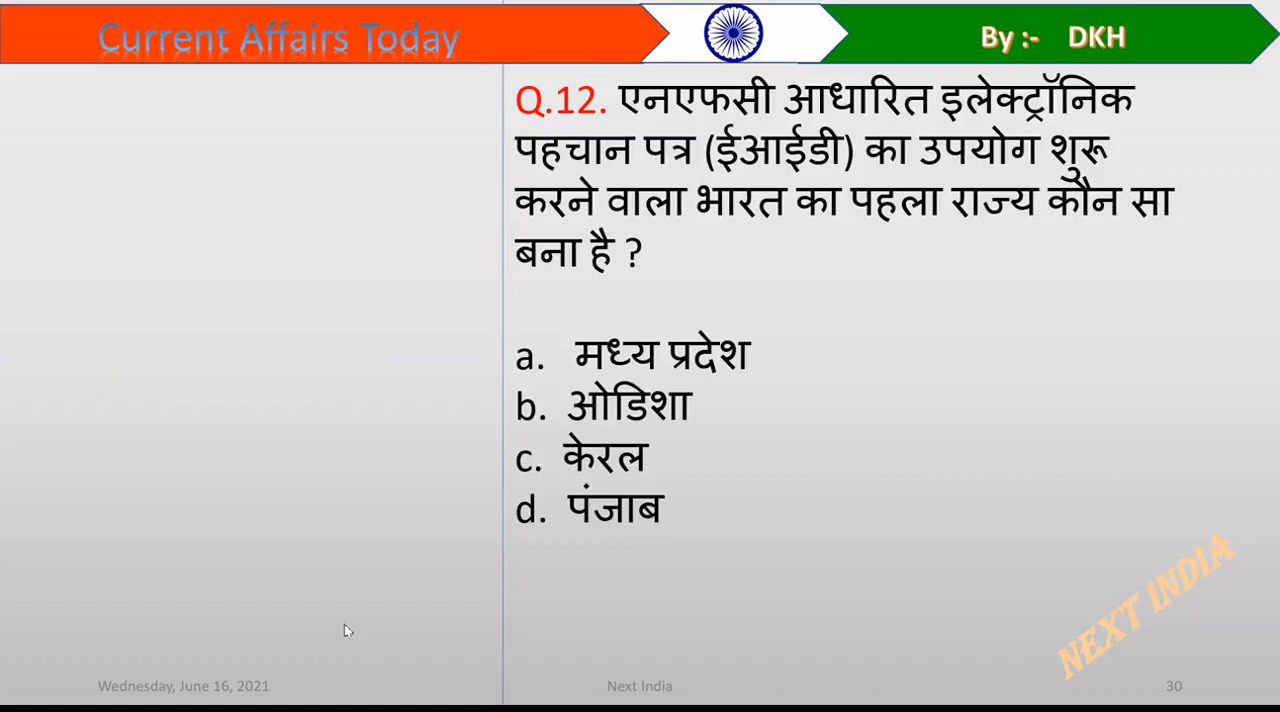 Current Affairs Today
By :- DKH
Q.12. एनएफसी आधारित इलेक्ट्रॉनिक
पहचान पत्र (ईआईडी) का उपयोग शुरू
करने वाला भारत का पहला राज्य कौन सा
बना है ?
a. मध्य प्रदेश
b. ओडिशा
c. केरल
d. पंजाब
NEXT INDIA
Wednesday, June 16, 2021
Next India
30